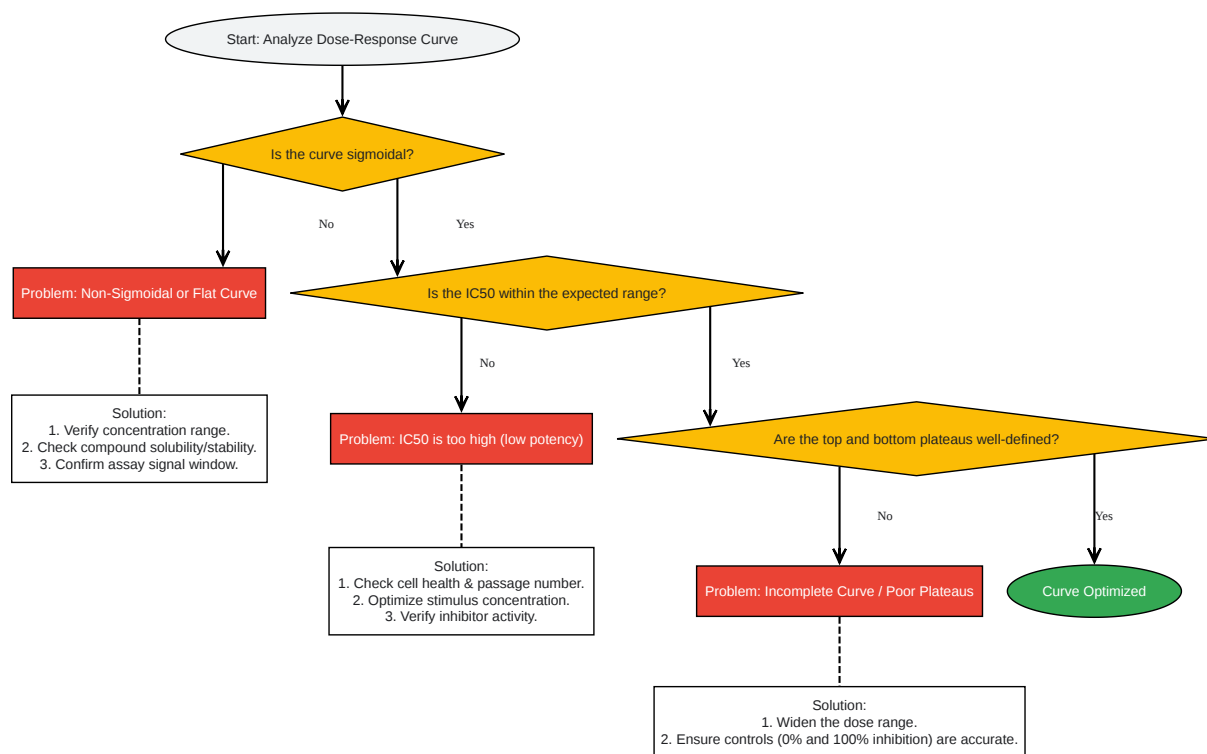 Start: Analyze Dose-Response Curve
Is the curve sigmoidal?
No
Yes
Problem: Non-Sigmoidal or Flat Curve
Is the IC50 within the expected range?
No
Yes
Solution:
1. Verify concentration range.
2. Check compound solubility/stability.
3. Confirm assay signal window.
Problem: IC50 is too high (low potency)
Are the top and bottom plateaus well-defined?
No
Yes
Solution:
1. Check cell health & passage number.
2. Optimize stimulus concentration.
3. Verify inhibitor activity.
Problem: Incomplete Curve / Poor Plateaus
Curve Optimized
Solution:
1. Widen the dose range.
2. Ensure controls (0% and 100% inhibition) are accurate.